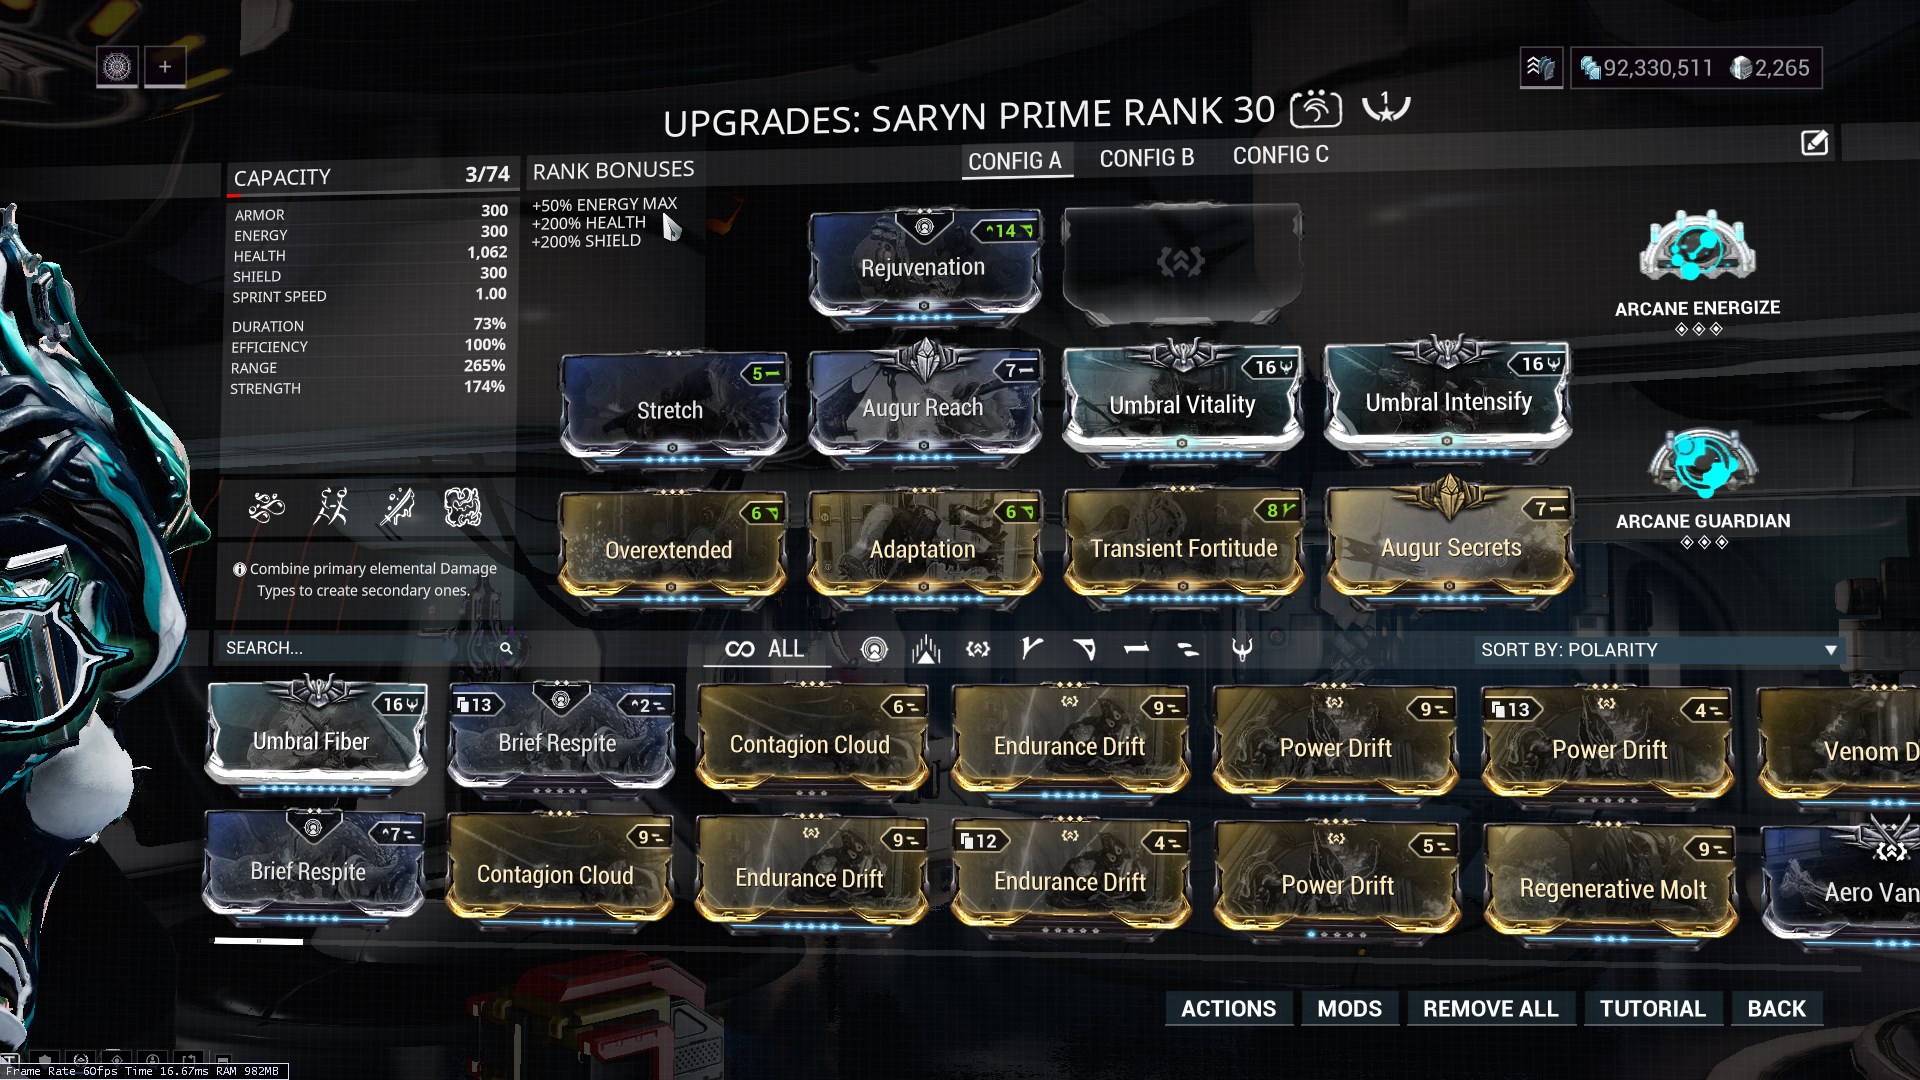 92,330,511 2,265
UPGRADES: SARYN PRIME RANK 30 1
CONFIG A CONFIG B CONFIG C
CAPACITY 3/74
RANK BONUSES
+50% ENERGY MAX
+200% HEALTH
+200% SHIELD
ARMOR 300
ENERGY 300
HEALTH 1,062
SHIELD 300
SPRINT SPEED 1.00
DURATION 73%
EFFICIENCY 100%
RANGE 265%
STRENGTH 174%
Combine primary elemental Damage
Types to create secondary ones.
14
Rejuvenation
5 7 16 16
Stretch Augur Reach Umbral Vitality Umbral Intensify
6 6 8 7
Overextended Adaptation Transient Fortitude Augur Secrets
ARCANE ENERGIZE
ARCANE GUARDIAN
SEARCH... ALL SORT BY: POLARITY
16 13 2 6 9 9 13 4
Umbral Fiber Brief Respite Contagion Cloud Endurance Drift Power Drift Power Drift Venom D
7 9 9 12 4 5 9
Brief Respite Contagion Cloud Endurance Drift Endurance Drift Power Drift Regenerative Molt Aero Van
ACTIONS MODS REMOVE ALL TUTORIAL BACK
Frame Rate 60fps Time 16.67ms RAM 982MB